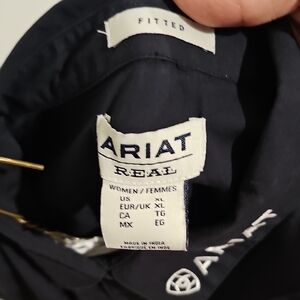 FITTED
ARIAT
REAL
WOMEN / FEMMES
US XL
EUR/UK XL
CA TG
MX EG
MADE IN INDIA
FABRIQUÉ EN INDE
ARIAT